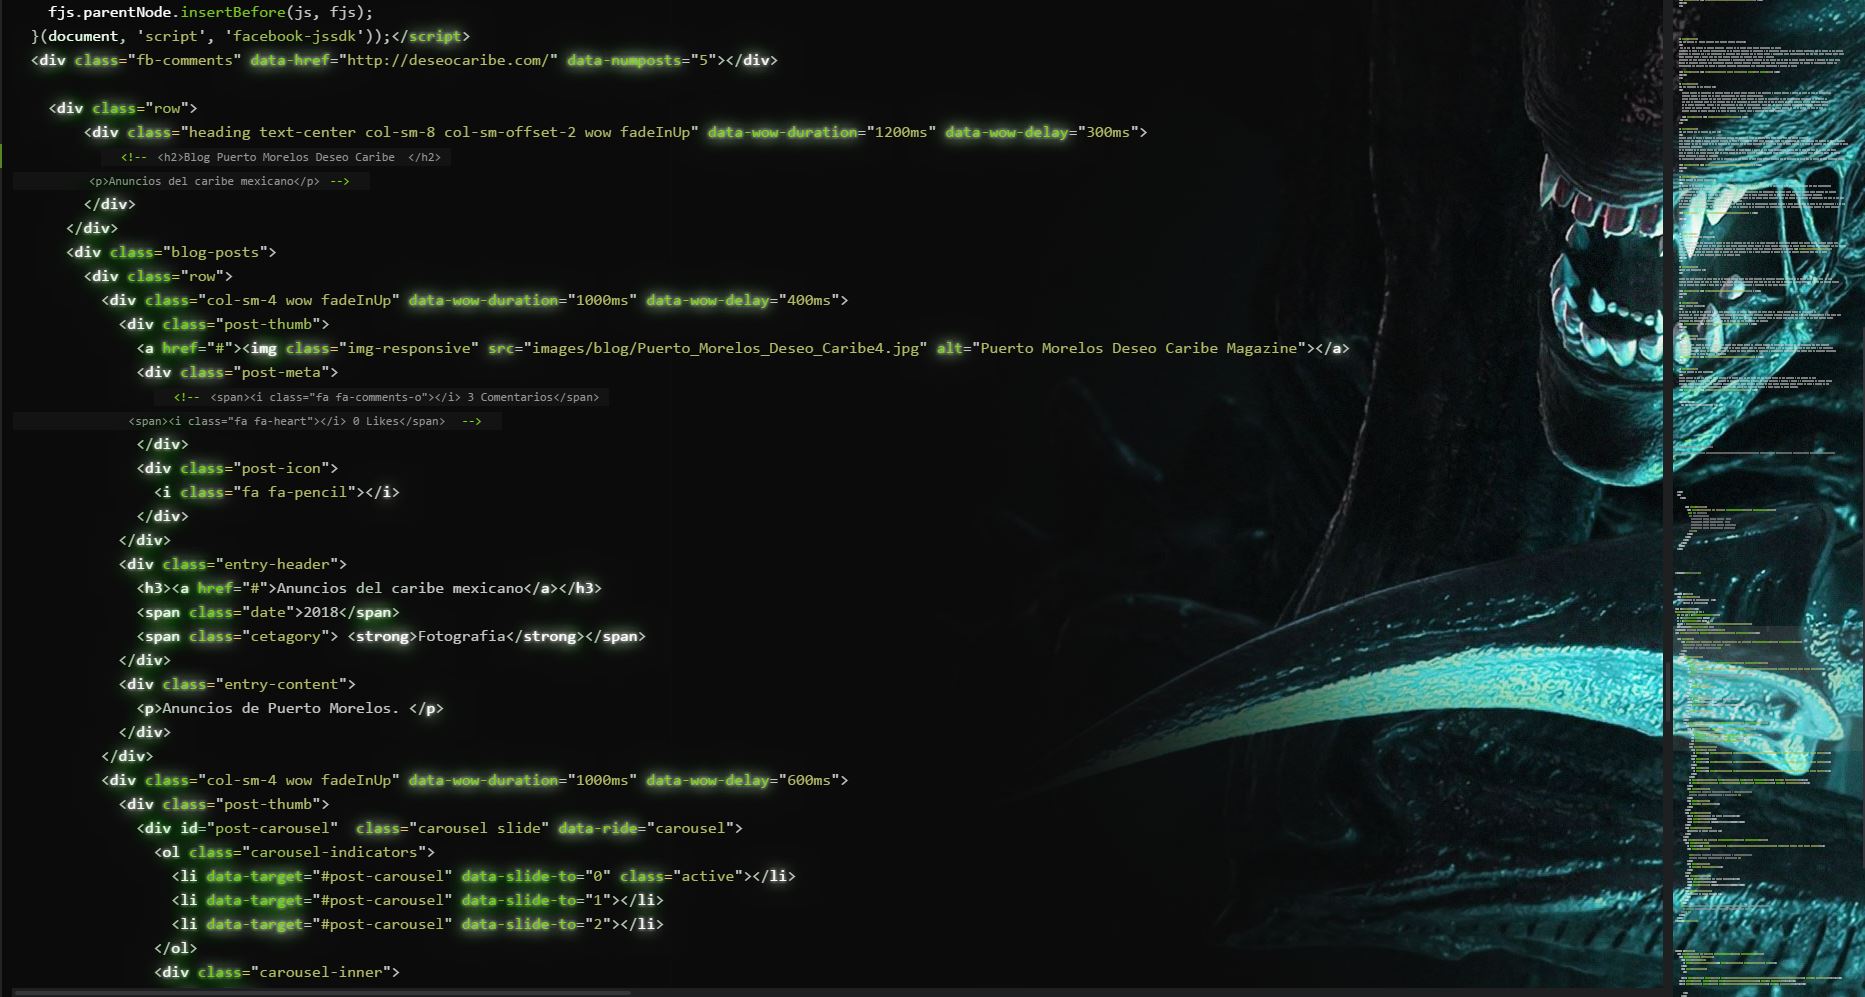 fjs.parentNode.insertBefore(js, fjs);
}(document, 'script', 'facebook-jssdk'));</script>
<div class="fb-comments" data-href="http://deseocaribe.com/" data-numposts="5"></div>
<div class="row">
<div class="heading text-center col-sm-8 col-sm-offset-2 wow fadeInUp" data-wow-duration="1200ms" data-wow-delay="300ms">
<!-- <h2>Blog Puerto Morelos Deseo Caribe  </h2>
<p>Anuncios del caribe mexicano</p> -->
</div>
</div>
<div class="blog-posts">
<div class="row">
<div class="col-sm-4 wow fadeInUp" data-wow-duration="1000ms" data-wow-delay="400ms">
<div class="post-thumb">
<a href="#"><img class="img-responsive" src="images/blog/Puerto_Morelos_Deseo_Caribe4.jpg" alt="Puerto Morelos Deseo Caribe Magazine"></a>
<div class="post-meta">
<!-- <span><i class="fa fa-comments-o"></i> 3 Comentarios</span>
<span><i class="fa fa-heart"></i> 0 Likes</span>  -->
</div>
<div class="post-icon">
<i class="fa fa-pencil"></i>
</div>
</div>
<div class="entry-header">
<h3><a href="#">Anuncios del caribe mexicano</a></h3>
<span class="date">2018</span>
<span class="cetagory"> <strong>Fotografia</strong></span>
</div>
<div class="entry-content">
<p>Anuncios de Puerto Morelos. </p>
</div>
</div>
<div class="col-sm-4 wow fadeInUp" data-wow-duration="1000ms" data-wow-delay="600ms">
<div class="post-thumb">
<div id="post-carousel"  class="carousel slide" data-ride="carousel">
<ol class="carousel-indicators">
<li data-target="#post-carousel" data-slide-to="0" class="active"></li>
<li data-target="#post-carousel" data-slide-to="1"></li>
<li data-target="#post-carousel" data-slide-to="2"></li>
</ol>
<div class="carousel-inner">